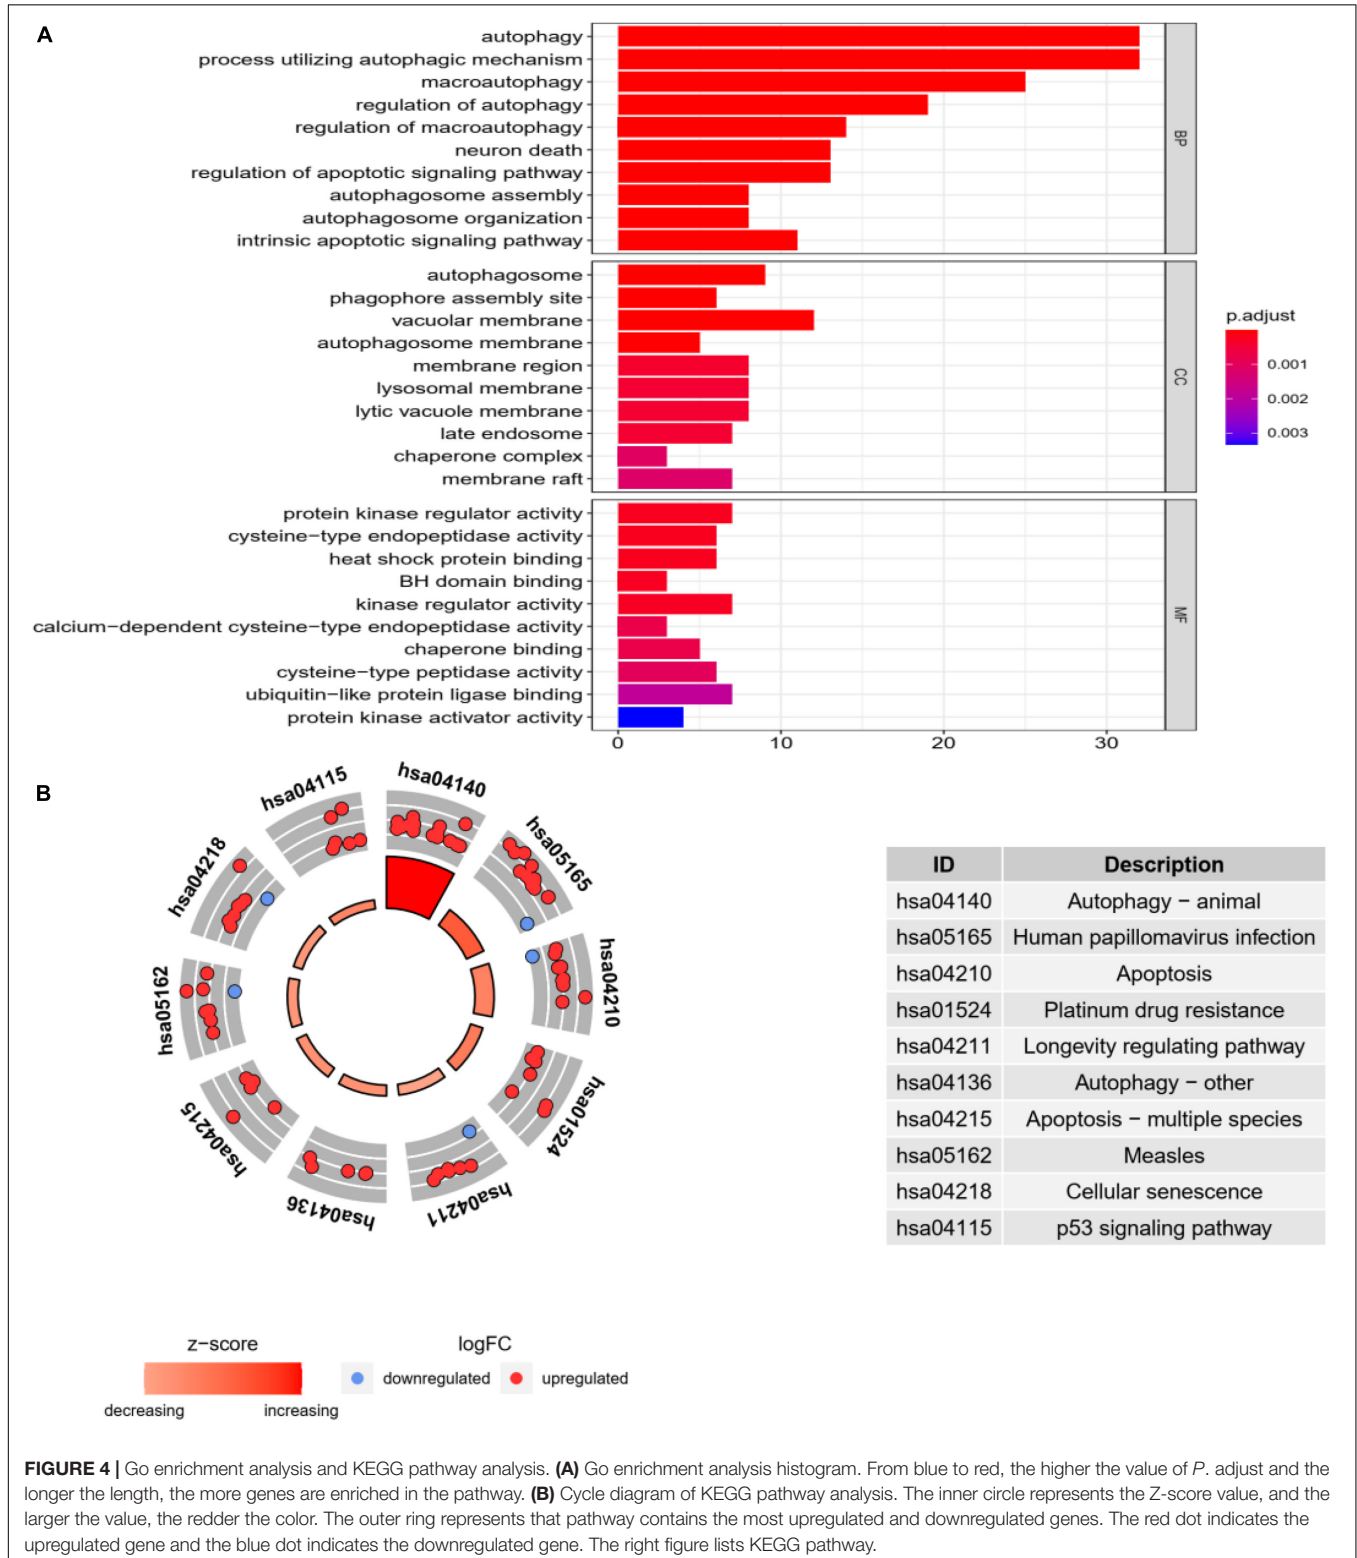 A
autophagy
process utilizing autophagic mechanism
macroautophagy
regulation of autophagy
regulation of macroautophagy
neuron death
regulation of apoptotic signaling pathway
autophagosome assembly
autophagosome organization
intrinsic apoptotic signaling pathway
BP
autophagosome
phagophore assembly site
vacuolar membrane
autophagosome membrane
membrane region
lysosomal membrane
lytic vacuole membrane
late endosome
chaperone complex
membrane raft
CC
protein kinase regulator activity
cysteine−type endopeptidase activity
heat shock protein binding
BH domain binding
kinase regulator activity
calcium−dependent cysteine−type endopeptidase activity
chaperone binding
cysteine−type peptidase activity
ubiquitin−like protein ligase binding
protein kinase activator activity
MF
0 10 20 30
p.adjust
0.001
0.002
0.003
B
hsa04140
hsa05165
hsa04210
hsa01524
hsa04211
hsa04136
hsa04215
hsa05162
hsa04218
hsa04115
ID Description
hsa04140 Autophagy − animal
hsa05165 Human papillomavirus infection
hsa04210 Apoptosis
hsa01524 Platinum drug resistance
hsa04211 Longevity regulating pathway
hsa04136 Autophagy − other
hsa04215 Apoptosis − multiple species
hsa05162 Measles
hsa04218 Cellular senescence
hsa04115 p53 signaling pathway
z−score
decreasing increasing
logFC
downregulated upregulated
FIGURE 4 | Go enrichment analysis and KEGG pathway analysis. (A) Go enrichment analysis histogram. From blue to red, the higher the value of P. adjust and the
longer the length, the more genes are enriched in the pathway. (B) Cycle diagram of KEGG pathway analysis. The inner circle represents the Z-score value, and the
larger the value, the redder the color. The outer ring represents that pathway contains the most upregulated and downregulated genes. The red dot indicates the
upregulated gene and the blue dot indicates the downregulated gene. The right figure lists KEGG pathway.